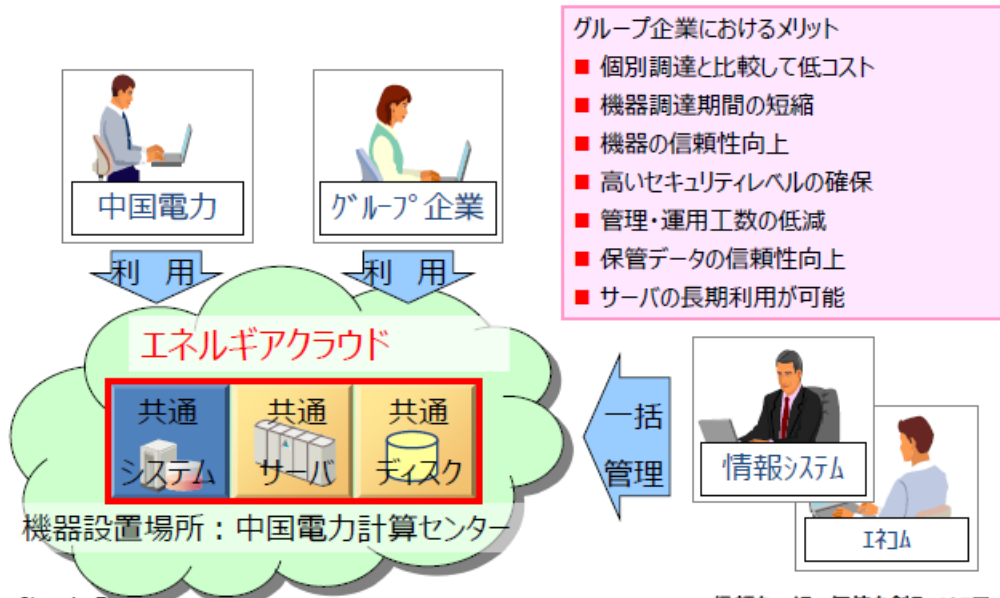 グループ企業におけるメリット
■ 個別調達と比較して低コスト
■ 機器調達期間の短縮
■ 機器の信頼性向上
■ 高いセキュリティレベルの確保
■ 管理・運用工数の低減
■ 保管データの信頼性向上
■ サーバの長期利用が可能
中国電力
ｸﾞﾙｰﾌﾟ企業
利 用
利 用
エネルギアクラウド
共通
システム
共通
サーバ
共通
ディスク
機器設置場所：中国電力計算センター
一括
管理
情報ｼｽﾃﾑ
ｴﾈｺﾑ